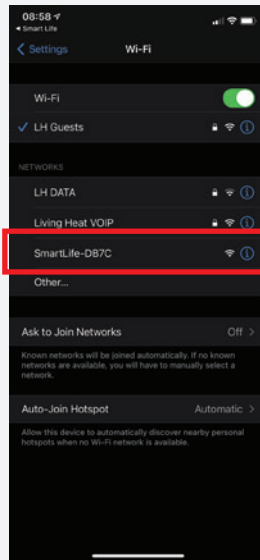 08:58
Smart Life
Settings
Wi-Fi
Wi-Fi
LH Guests
NETWORKS
LH DATA
Living Heat VOIP
SmartLife-DB7C
Other...
Ask to Join Networks Off
Known networks will be joined automatically. If no known
networks are available, you will have to manually select a
network.
Auto-Join Hotspot Automatic
Allow this device to automatically discover nearby personal
hotspots when no Wi-Fi network is available.